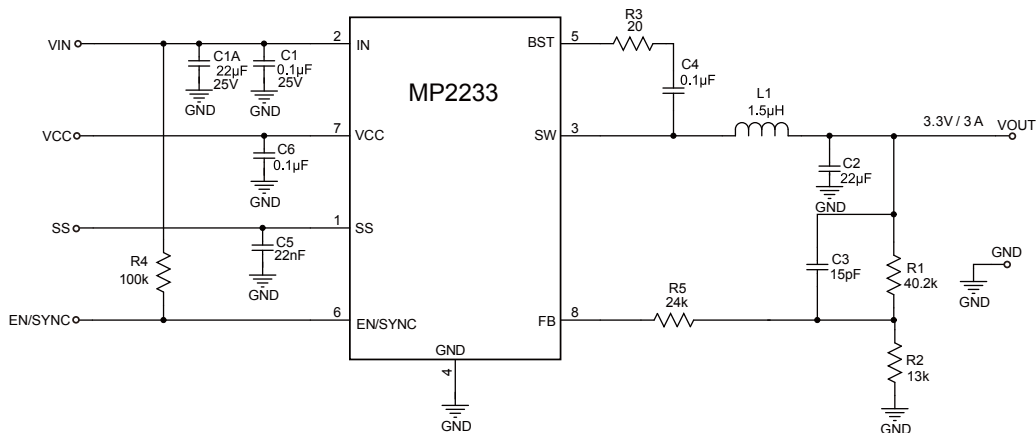 R3
20
VIN
2
IN
BST
5
C1A
22µF
25V
C1
0.1µF
25V
GND
GND
C4
0.1µF
MP2233
L1
1.5µH
VCC
7
VCC
SW
3
3.3V / 3 A
VOUT
C6
0.1µF
GND
C2
22µF
GND
SS
1
SS
C5
22nF
GND
R4
100k
C3
15pF
R1
40.2k
GND
GND
R5
24k
EN/SYNC
6
EN/SYNC
FB
8
GND
4
GND
R2
13k
GND